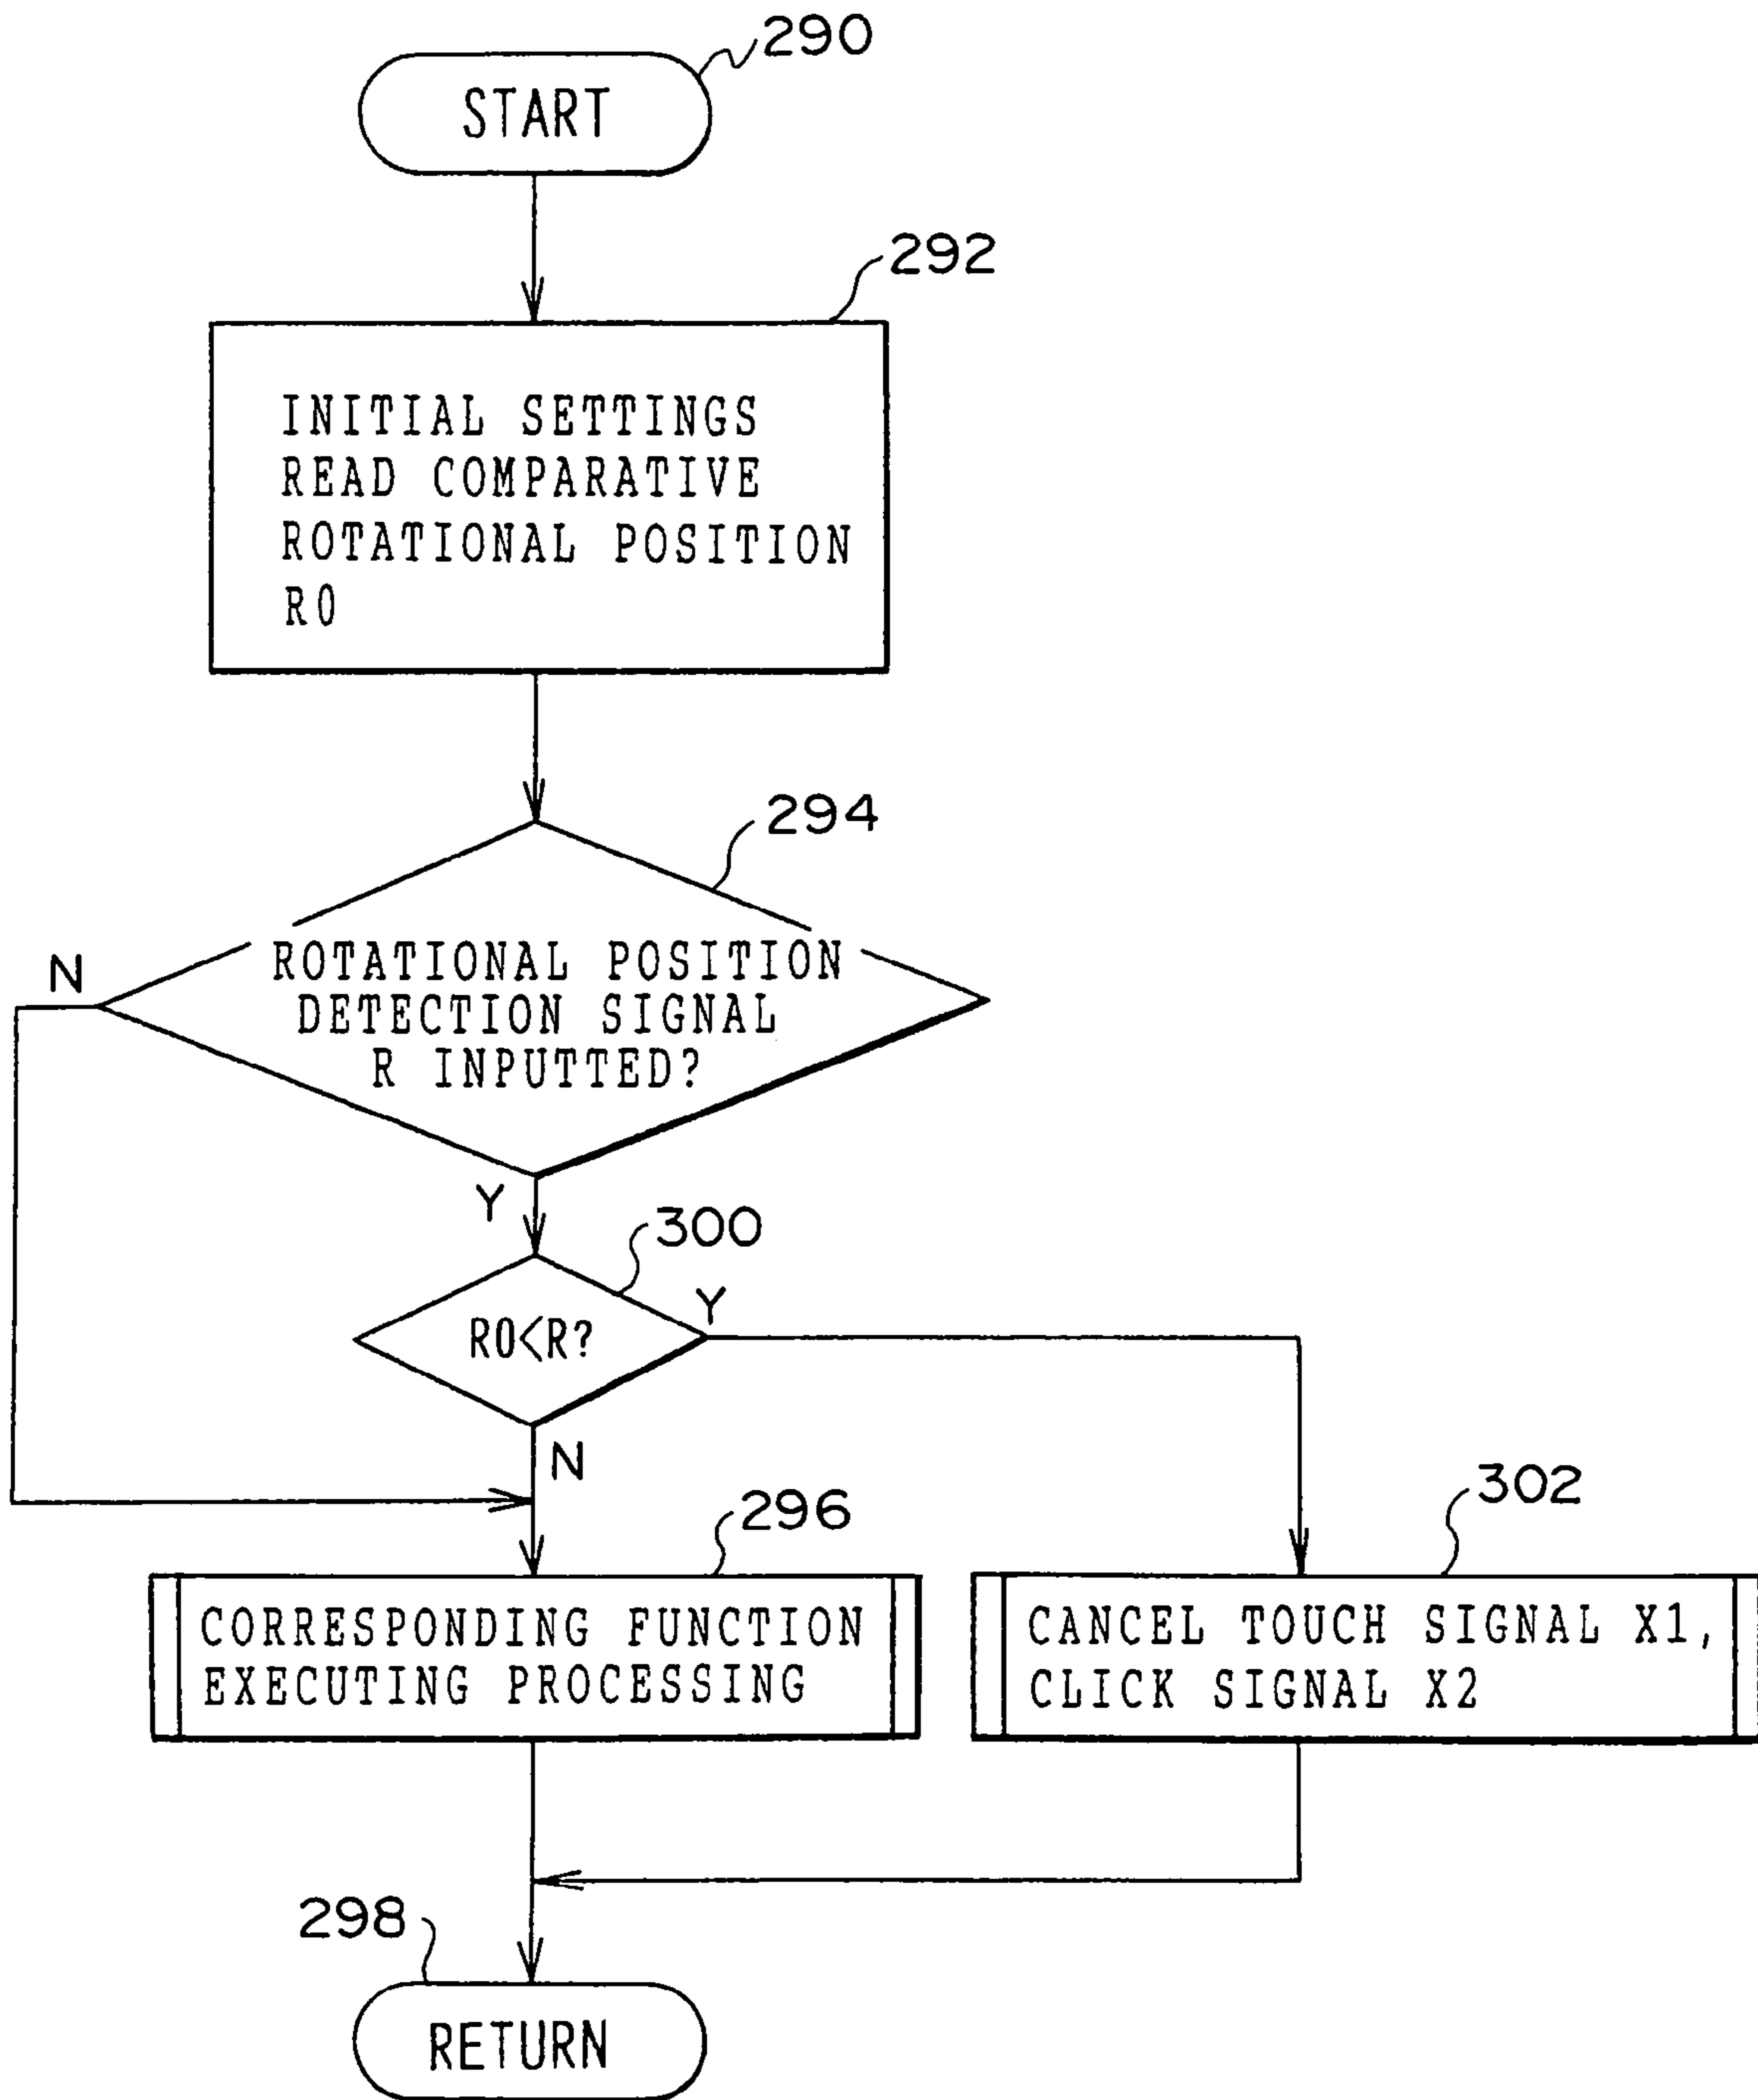 290
START
292
INITIAL SETTINGS
READ COMPARATIVE
ROTATIONAL POSITION
R0
294
N
ROTATIONAL POSITION
DETECTION SIGNAL
R INPUTTED?
Y
300
Y
R0<R?
N
296
302
CORRESPONDING FUNCTION
EXECUTING PROCESSING
CANCEL TOUCH SIGNAL X1,
CLICK SIGNAL X2
298
RETURN